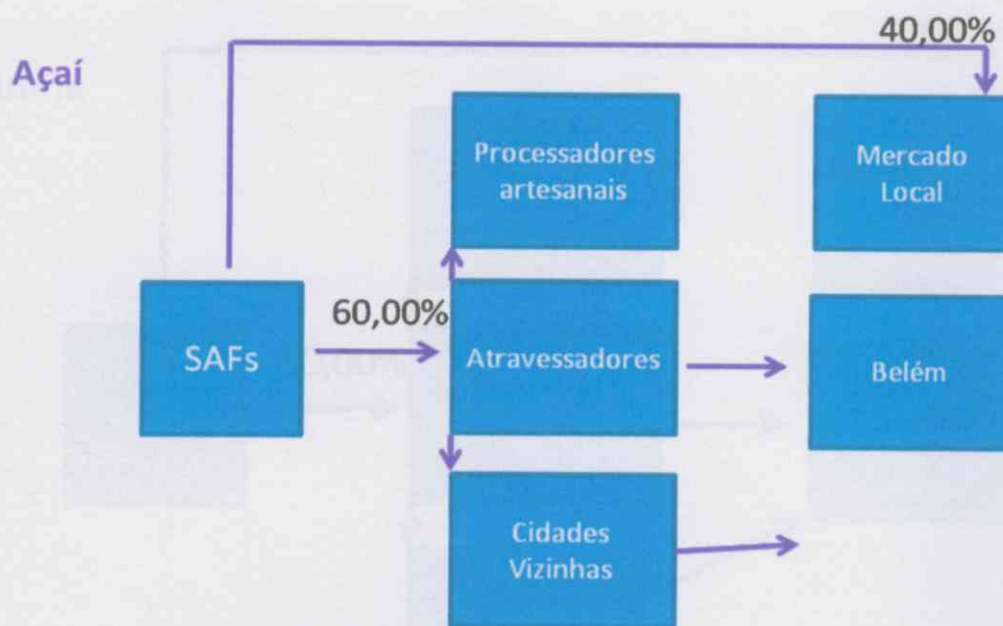 40,00%
Açaí
Processadores
artesanais
Mercado
Local
SAFs
60,00%
Atravessadores
Belém
Cidades
Vizinhas